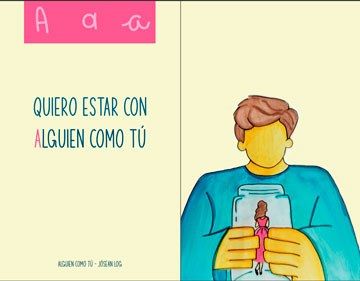 A a a
QUIERO ESTAR CON
ALGUIEN COMO TÚ
ALGUIEN COMO TÚ - JÓSEAN LOG